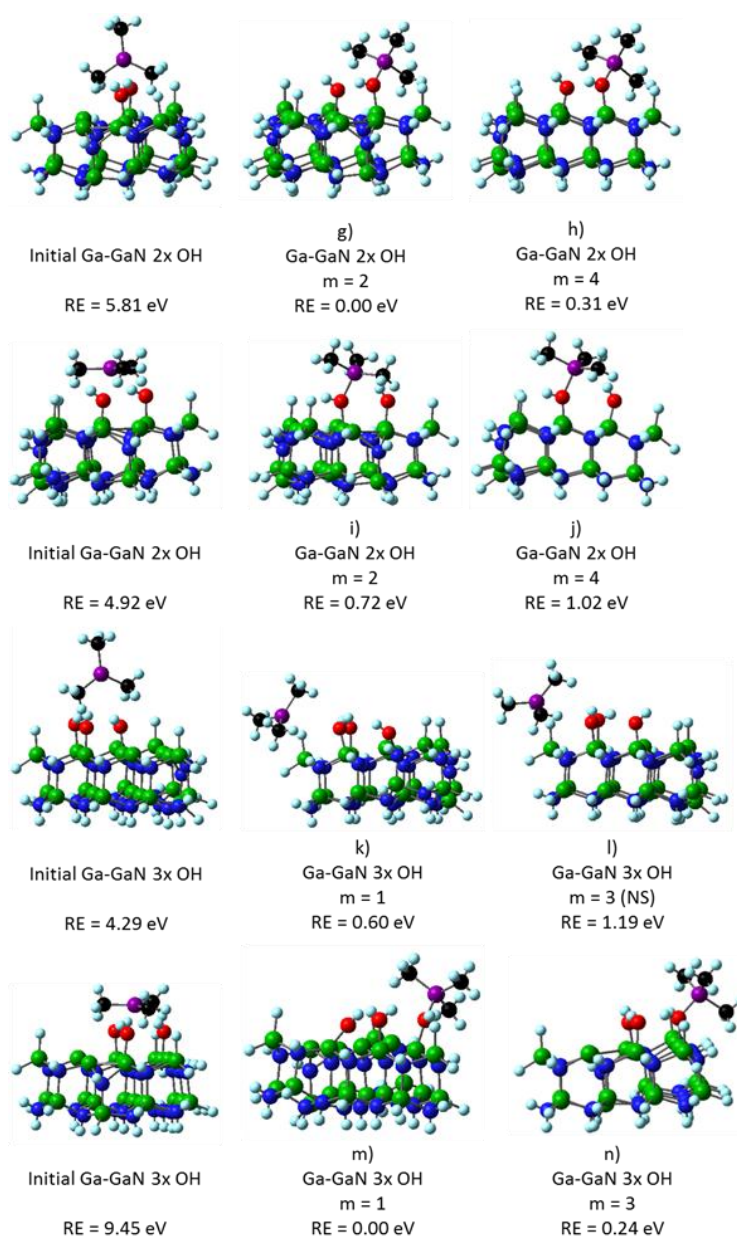 Initial Ga-GaN 2x OH
RE = 5.81 eV
g)
Ga-GaN 2x OH
m = 2
RE = 0.00 eV
h)
Ga-GaN 2x OH
m = 4
RE = 0.31 eV
Initial Ga-GaN 2x OH
RE = 4.92 eV
i)
Ga-GaN 2x OH
m = 2
RE = 0.72 eV
j)
Ga-GaN 2x OH
m = 4
RE = 1.02 eV
Initial Ga-GaN 3x OH
RE = 4.29 eV
k)
Ga-GaN 3x OH
m = 1
RE = 0.60 eV
l)
Ga-GaN 3x OH
m = 3 (NS)
RE = 1.19 eV
Initial Ga-GaN 3x OH
RE = 9.45 eV
m)
Ga-GaN 3x OH
m = 1
RE = 0.00 eV
n)
Ga-GaN 3x OH
m = 3
RE = 0.24 eV